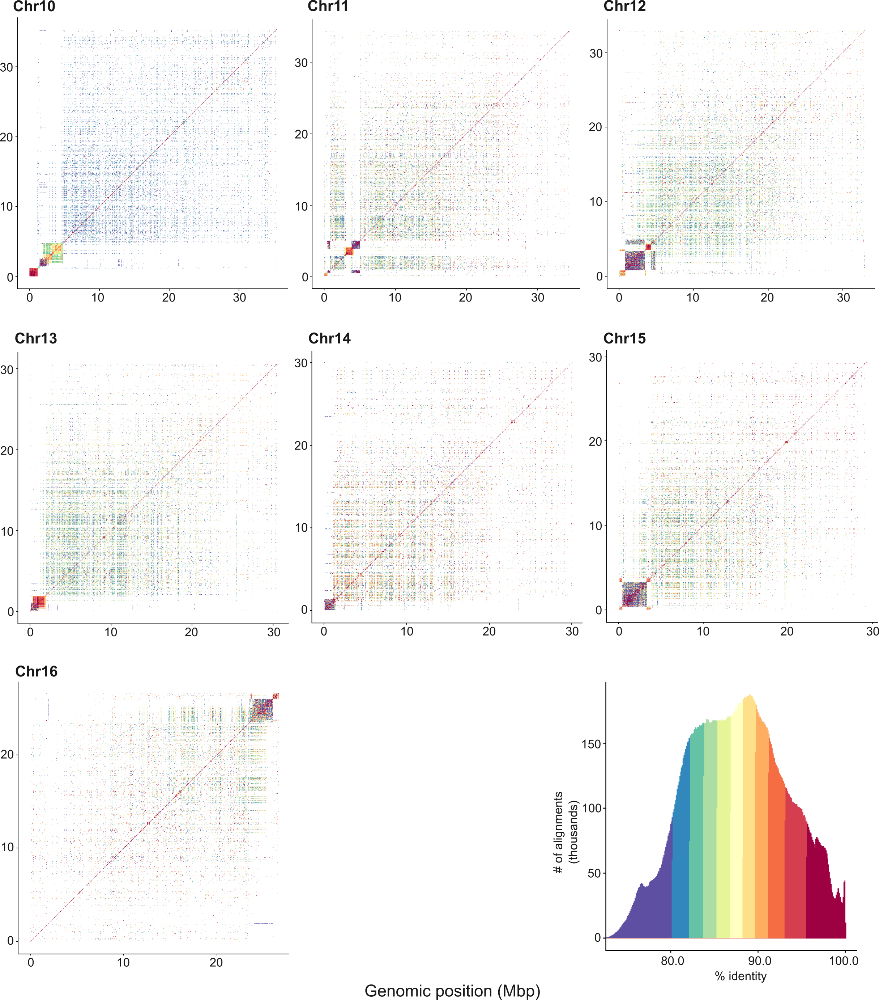 Chr10
Chr11
Chr12
30
20
10
0
0 10 20 30
30
20
10
0
0 10 20 30
30
20
10
0
0 10 20 30
Chr13
Chr14
Chr15
30
20
10
0
0 10 20 30
30
20
10
0
0 10 20 30
30
20
10
0
0 10 20 30
Chr16
20
10
0
0 10 20
# of alignments
(thousands)
150
100
50
0
80.0 90.0 100.0
% identity
Genomic position (Mbp)